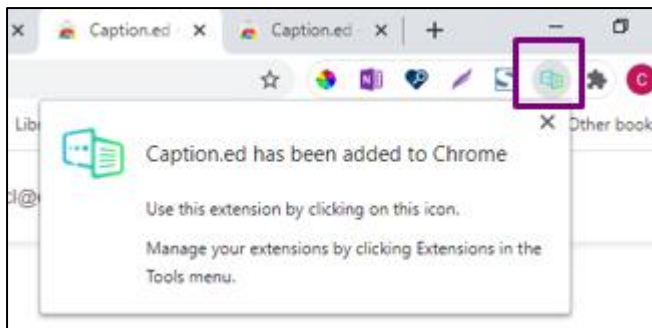 Caption.ed
Caption.ed
N
S
C
Libr
Other book
Caption.ed has been added to Chrome
Use this extension by clicking on this icon.
Manage your extensions by clicking Extensions in the
Tools menu.